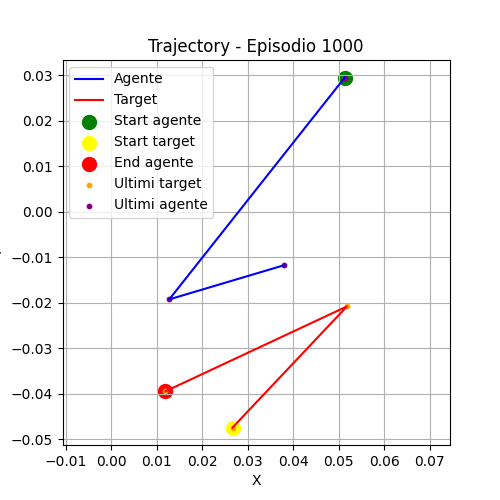 Trajectory - Episodio 1000
Agente
Target
Start agente
Start target
End agente
Ultimi target
Ultimi agente
0.03
0.02
0.01
0.00
−0.01
−0.02
−0.03
−0.04
−0.05
−0.01 0.00 0.01 0.02 0.03 0.04 0.05 0.06 0.07
X